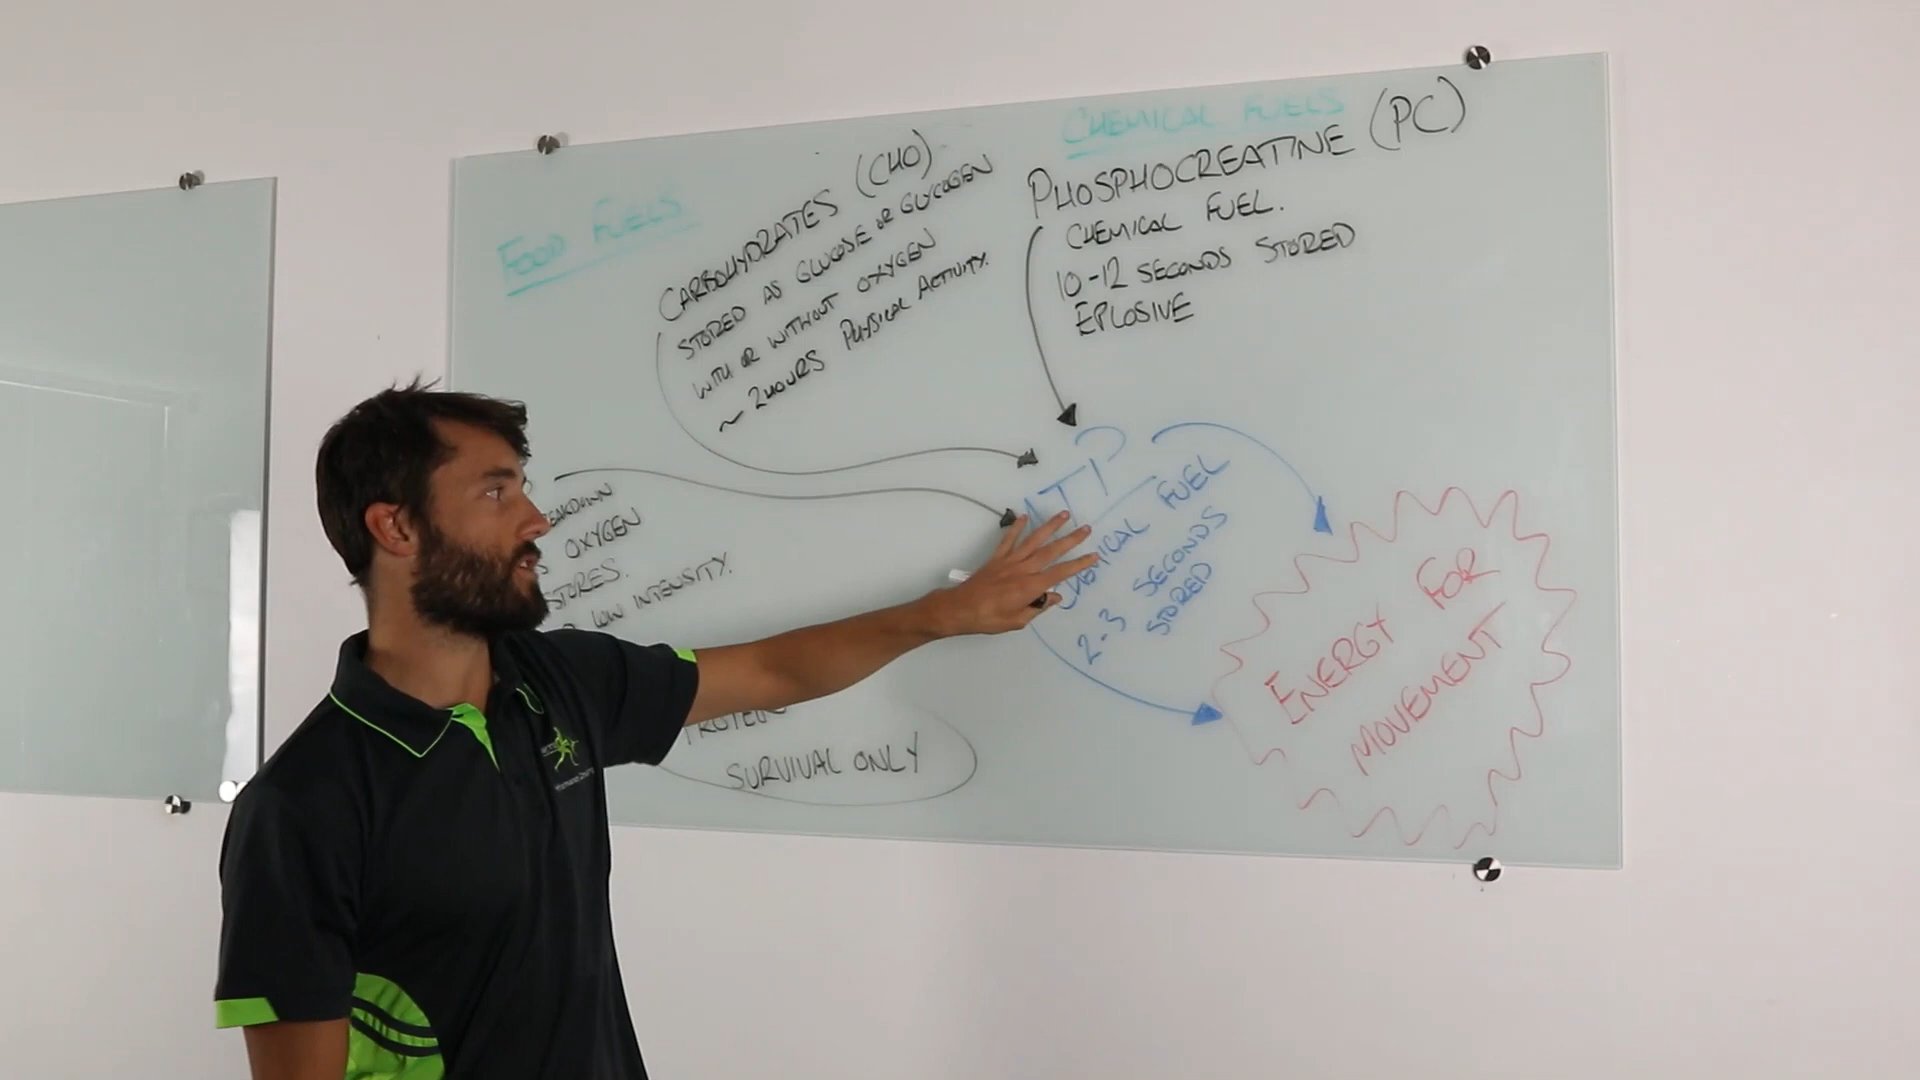 FOOD FUELS
CARBOHYDRATES (CHO)
STORED AS GLUCOSE OR GLYCOGEN
WITH OR WITHOUT OXYGEN
~ 2 HOURS PHYSICAL ACTIVITY.
CHEMICAL FUELS
PHOSPHOCREATINE (PC)
CHEMICAL FUEL.
10-12 SECONDS STORED
EPLOSIVE
OXYGEN
LOW INTENSITY.
SURVIVAL ONLY
ATP
CHEMICAL FUEL
2-3 SECONDS
STORED
ENERGY FOR
MOVEMENT